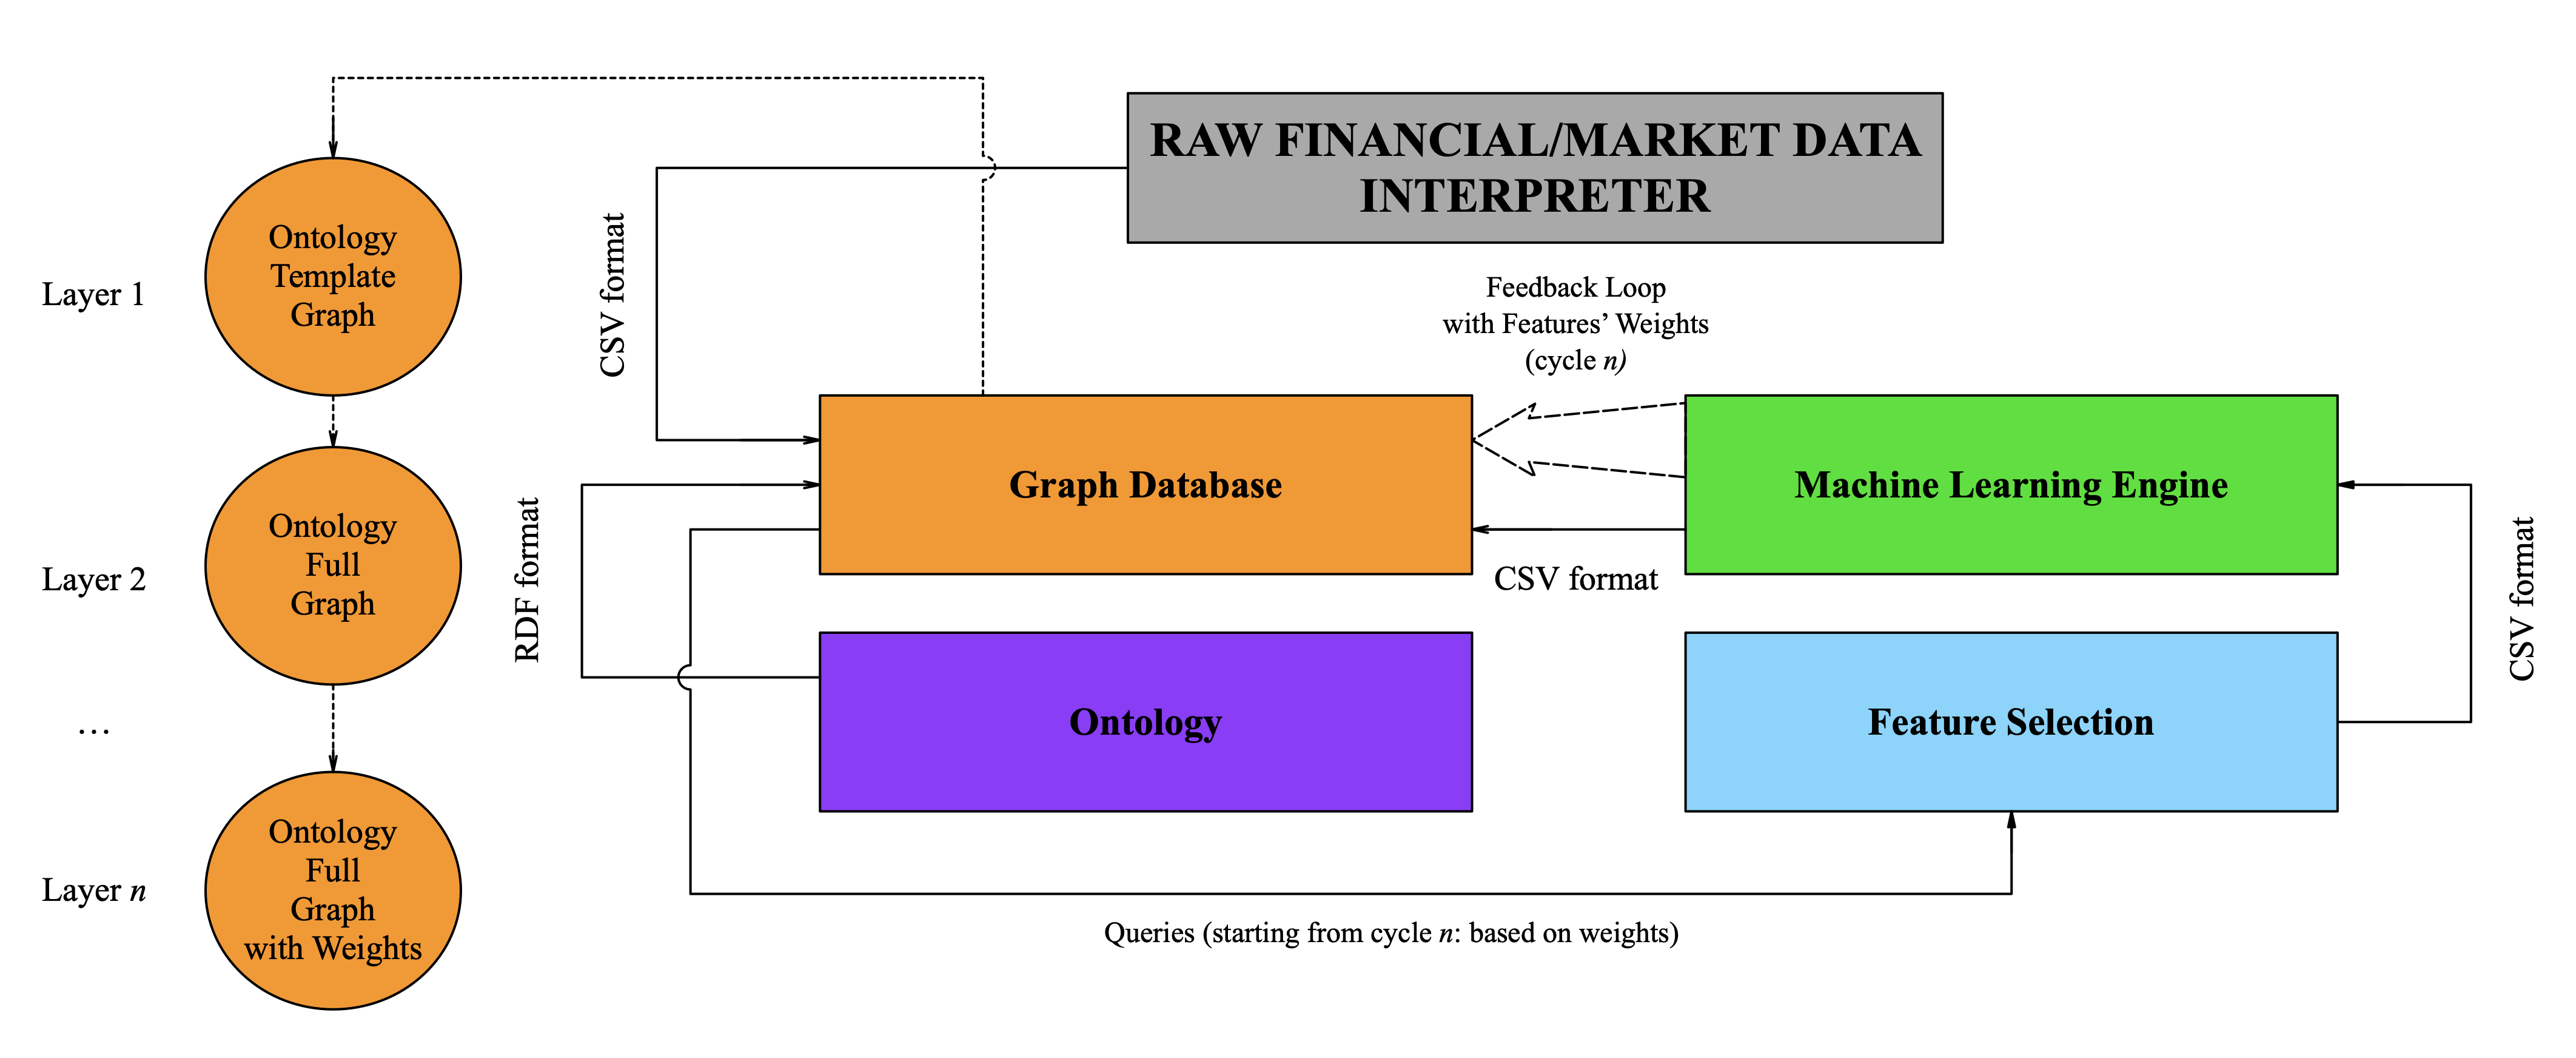 RAW FINANCIAL/MARKET DATA
INTERPRETER
Layer 1
Ontology
Template
Graph
CSV format
Feedback Loop
with Features’ Weights
(cycle n)
Graph Database
Machine Learning Engine
Layer 2
Ontology
Full
Graph
RDF format
CSV format
CSV format
…
Ontology
Feature Selection
Layer n
Ontology
Full
Graph
with Weights
Queries (starting from cycle n: based on weights)